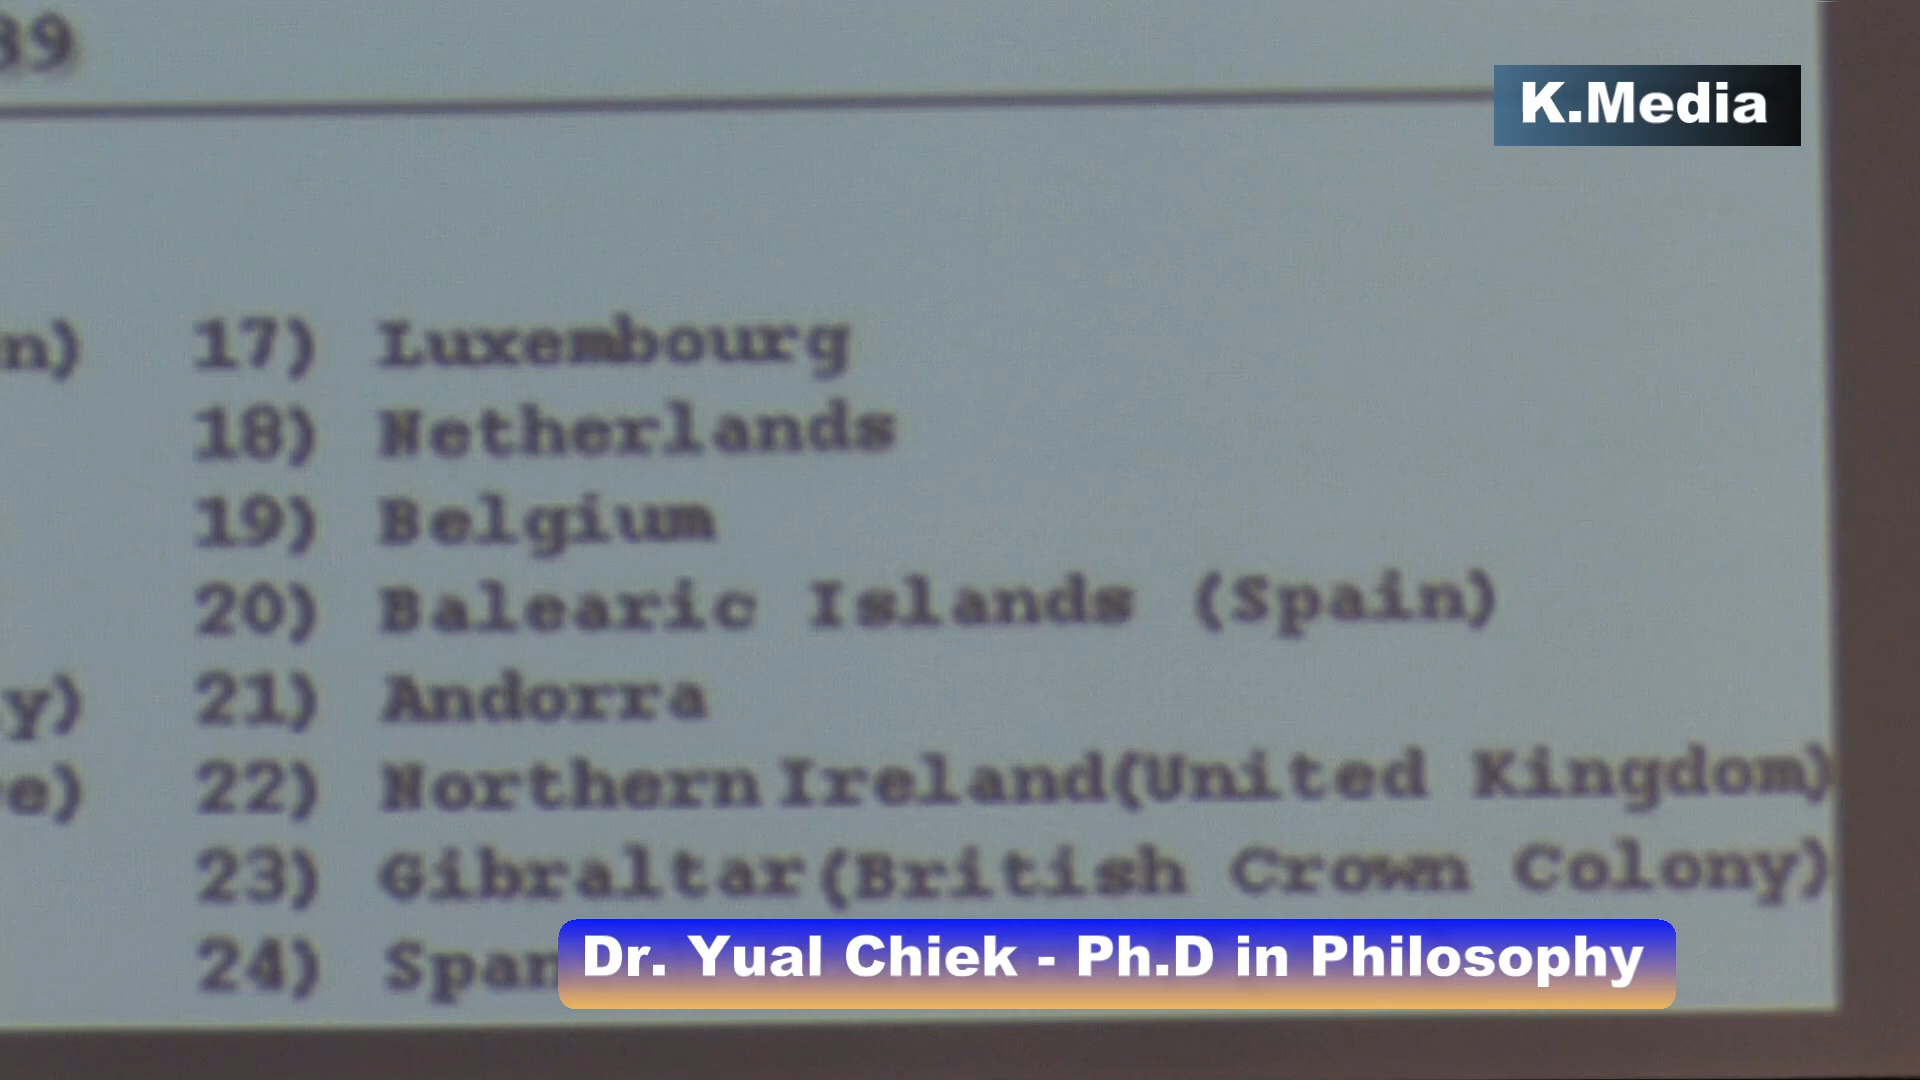 39
K.Media
n) 17) Luxembourg
18) Netherlands
19) Belgium
20) Balearic Islands (Spain)
y) 21) Andorra
e) 22) Northern Ireland(United Kingdom)
23) Gibraltar(British Crown Colony)
24) Span
Dr. Yual Chiek - Ph.D in Philosophy